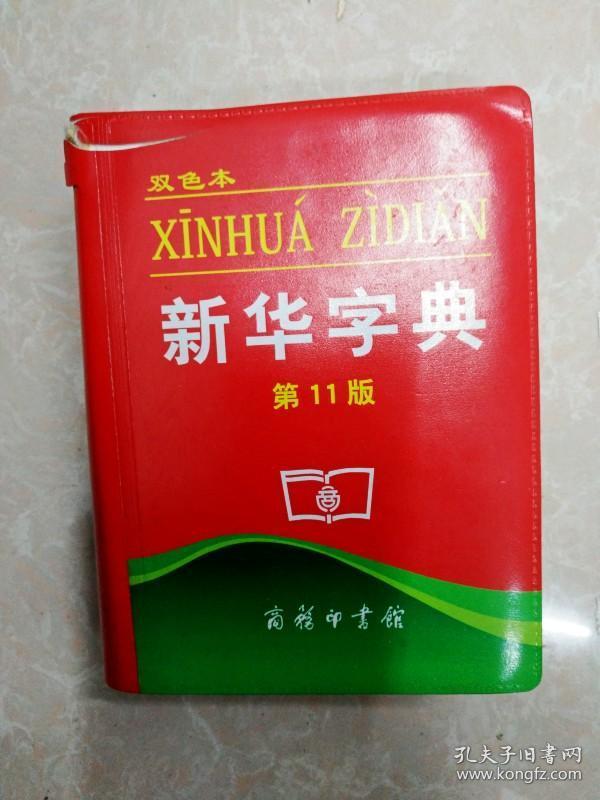 双色本
XĪNHUÁ ZÌDIǍN
新华字典
第11版
商
商務印書館
孔夫子旧书网
www.kongfz.com